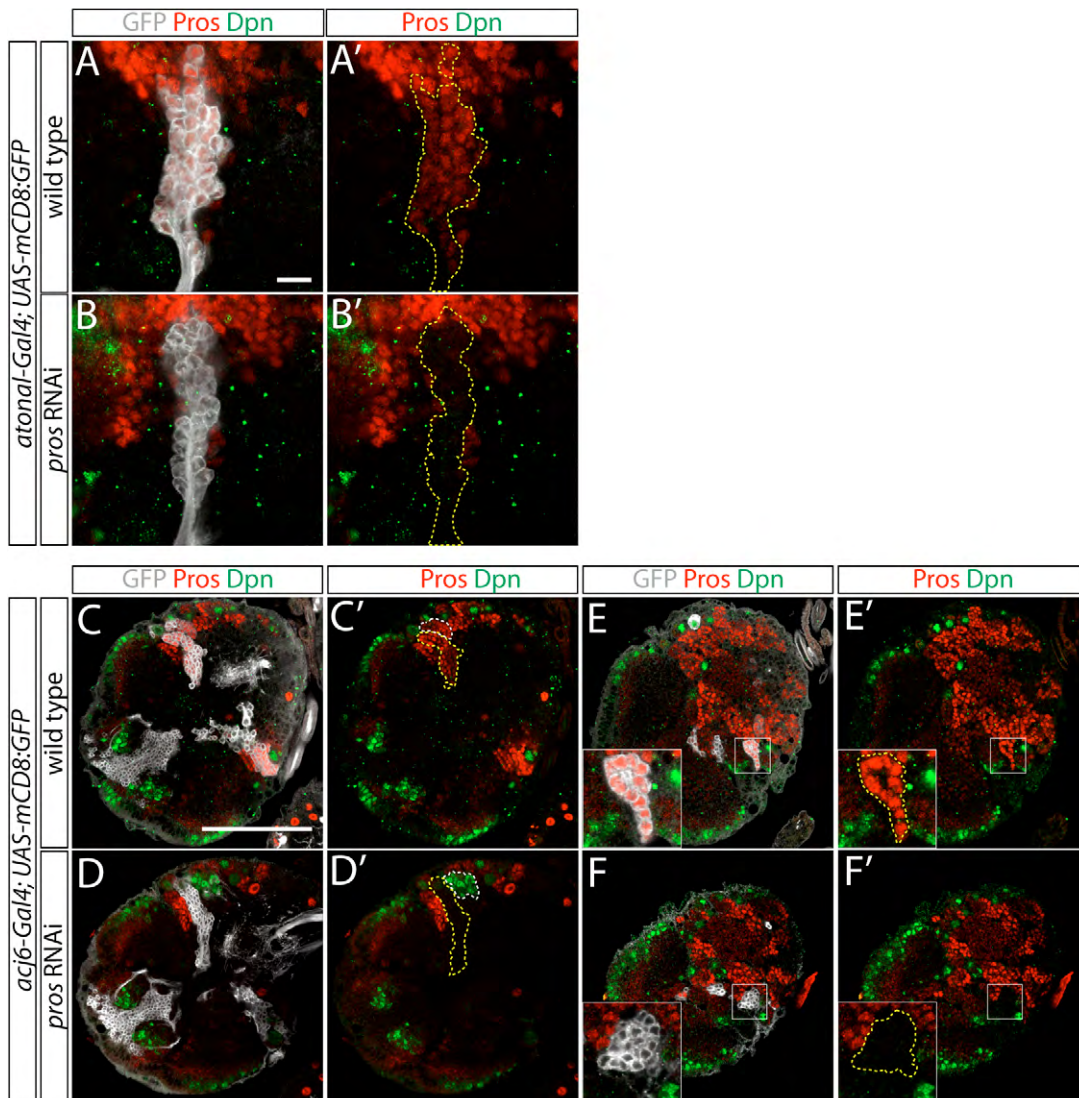 GFP Pros Dpn
Pros Dpn
atonal-Gal4; UAS-mCD8:GFP
wild type
A
A'
pros RNAi
B
B'
GFP Pros Dpn
Pros Dpn
GFP Pros Dpn
Pros Dpn
acj6-Gal4; UAS-mCD8:GFP
wild type
C
C'
E
E'
pros RNAi
D
D'
F
F'